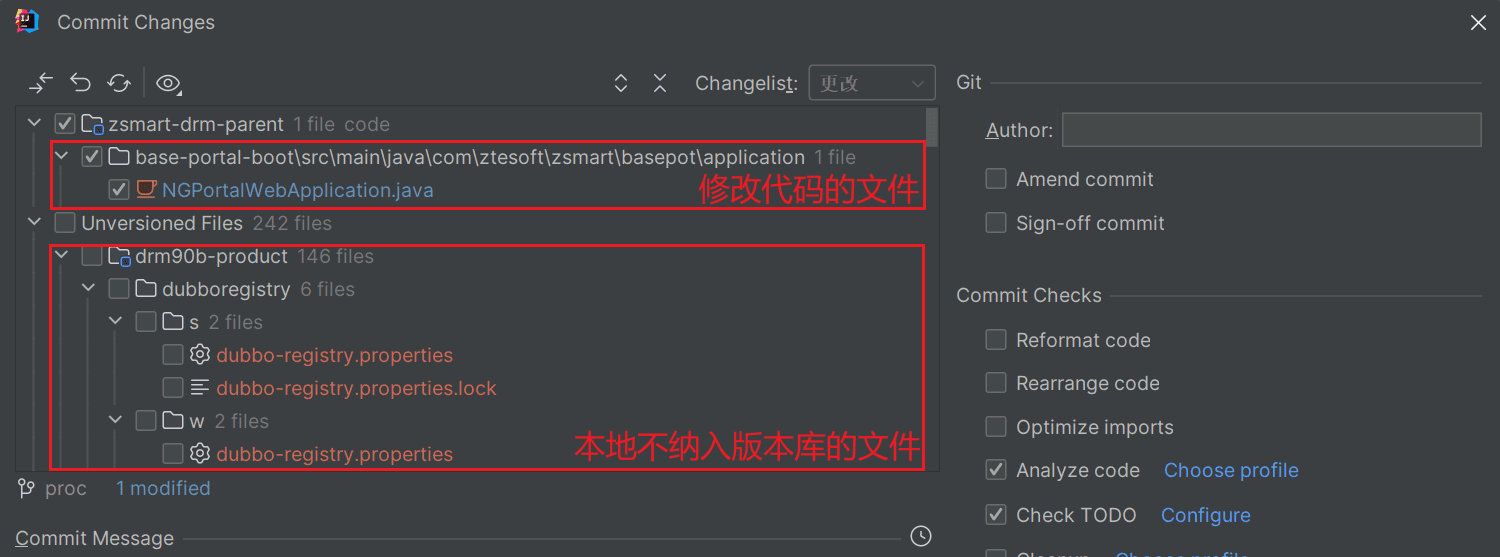 Commit Changes
Changelist: 更改
zsmart-drm-parent 1 file code
base-portal-boot\src\main\java\com\ztesoft\zsmart\basepot\application 1 file
NGPortalWebApplication.java
修改代码的文件
Unversioned Files 242 files
drm90b-product 146 files
dubboregistry 6 files
s 2 files
dubbo-registry.properties
dubbo-registry.properties.lock
w 2 files
dubbo-registry.properties
本地不纳入版本库的文件
proc 1 modified
Commit Message
Git
Author:
Amend commit
Sign-off commit
Commit Checks
Reformat code
Rearrange code
Optimize imports
Analyze code Choose profile
Check TODO Configure
Cleanup Choose profile